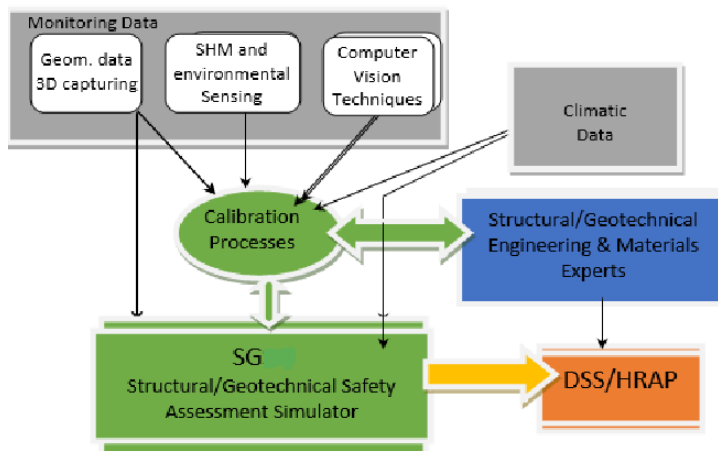 Monitoring Data
Geom. data
3D capturing
SHM and
environmental
Sensing
Computer
Vision
Techniques
Climatic
Data
Calibration
Processes
Structural/Geotechnical
Engineering & Materials
Experts
SG
Structural/Geotechnical Safety
Assessment Simulator
DSS/HRAP